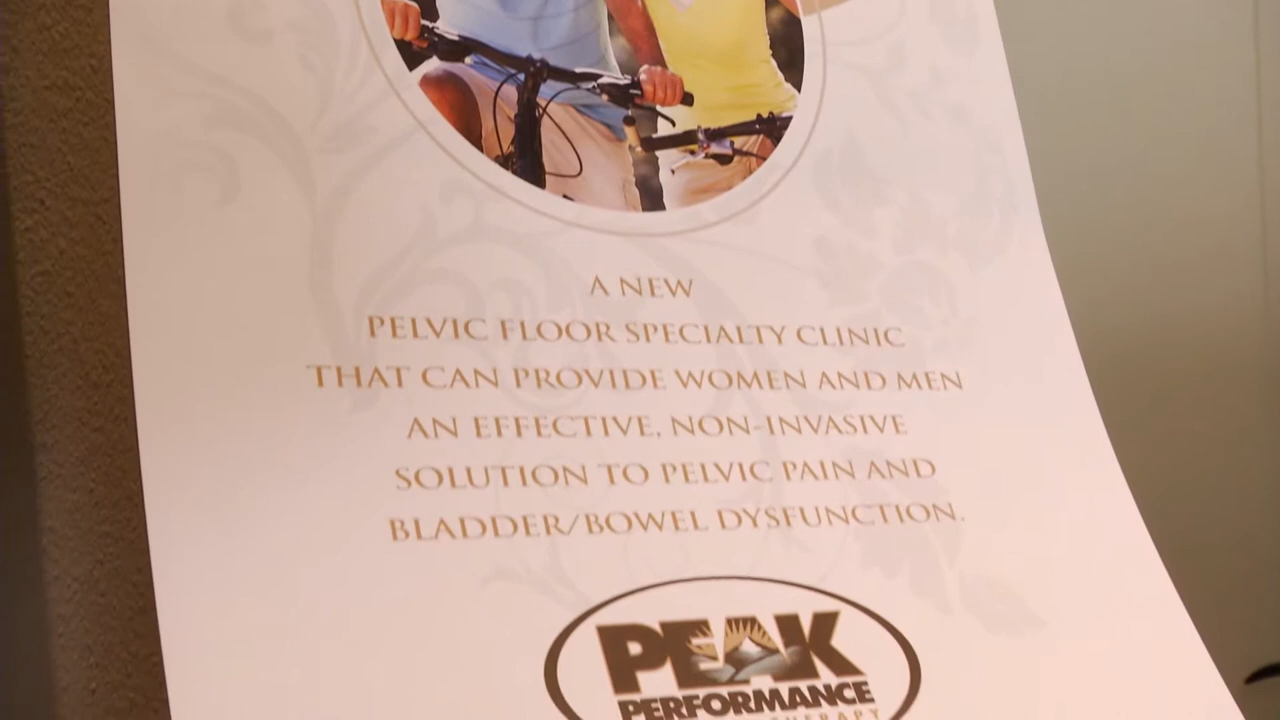 A NEW
PELVIC FLOOR SPECIALTY CLINIC
THAT CAN PROVIDE WOMEN AND MEN
AN EFFECTIVE, NON-INVASIVE
SOLUTION TO PELVIC PAIN AND
BLADDER/BOWEL DYSFUNCTION.
PEAK
PERFORMANCE
THERAPY